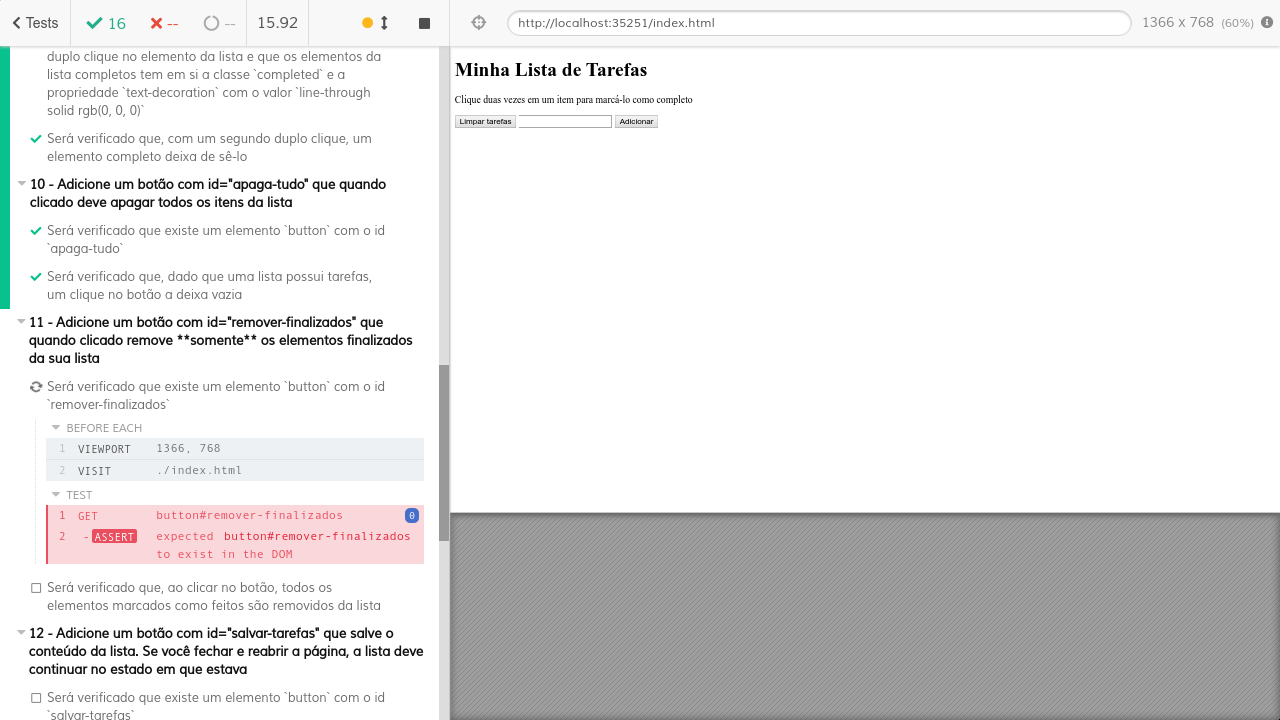 Tests
16
--
--
15.92
http://localhost:35251/index.html
1366 x 768 (60%)
duplo clique no elemento da lista e que os elementos da
lista completos tem em si a classe `completed` e a
propriedade `text-decoration` com o valor `line-through
solid rgb(0, 0, 0)`
Será verificado que, com um segundo duplo clique, um
elemento completo deixa de sê-lo
10 - Adicione um botão com id="apaga-tudo" que quando
clicado deve apagar todos os itens da lista
Será verificado que existe um elemento `button` com o id
`apaga-tudo`
Será verificado que, dado que uma lista possui tarefas,
um clique no botão a deixa vazia
11 - Adicione um botão com id="remover-finalizados" que
quando clicado remove **somente** os elementos finalizados
da sua lista
Será verificado que existe um elemento `button` com o id
`remover-finalizados`
BEFORE EACH
1 VIEWPORT 1366, 768
2 VISIT ./index.html
TEST
1 GET button#remover-finalizados 0
2 -ASSERT expected button#remover-finalizados
to exist in the DOM
Será verificado que, ao clicar no botão, todos os
elementos marcados como feitos são removidos da lista
12 - Adicione um botão com id="salvar-tarefas" que salve o
conteúdo da lista. Se você fechar e reabrir a página, a lista deve
continuar no estado em que estava
Será verificado que existe um elemento `button` com o id
`salvar-tarefas`
Minha Lista de Tarefas
Clique duas vezes em um item para marcá-lo como completo
Limpar tarefas
Adicionar